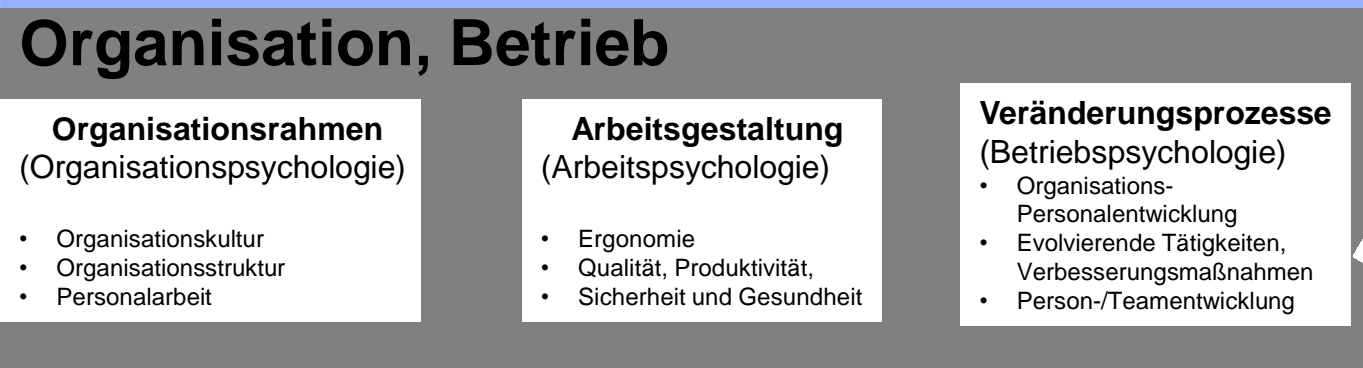 Organisation, Betrieb
Organisationsrahmen
(Organisationspsychologie)
• Organisationskultur
• Organisationsstruktur
• Personalarbeit
Arbeitsgestaltung
(Arbeitspsychologie)
• Ergonomie
• Qualität, Produktivität,
• Sicherheit und Gesundheit
Veränderungsprozesse
(Betriebspsychologie)
• Organisations-
Personalentwicklung
• Evolvierende Tätigkeiten,
Verbesserungsmaßnahmen
• Person-/Teamentwicklung